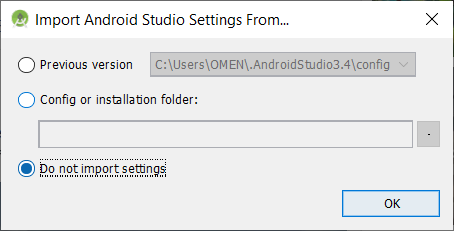 Import Android Studio Settings From...
Previous version C:\Users\OMEN\.AndroidStudio3.4\config
Config or installation folder:
.
Do not import settings
OK